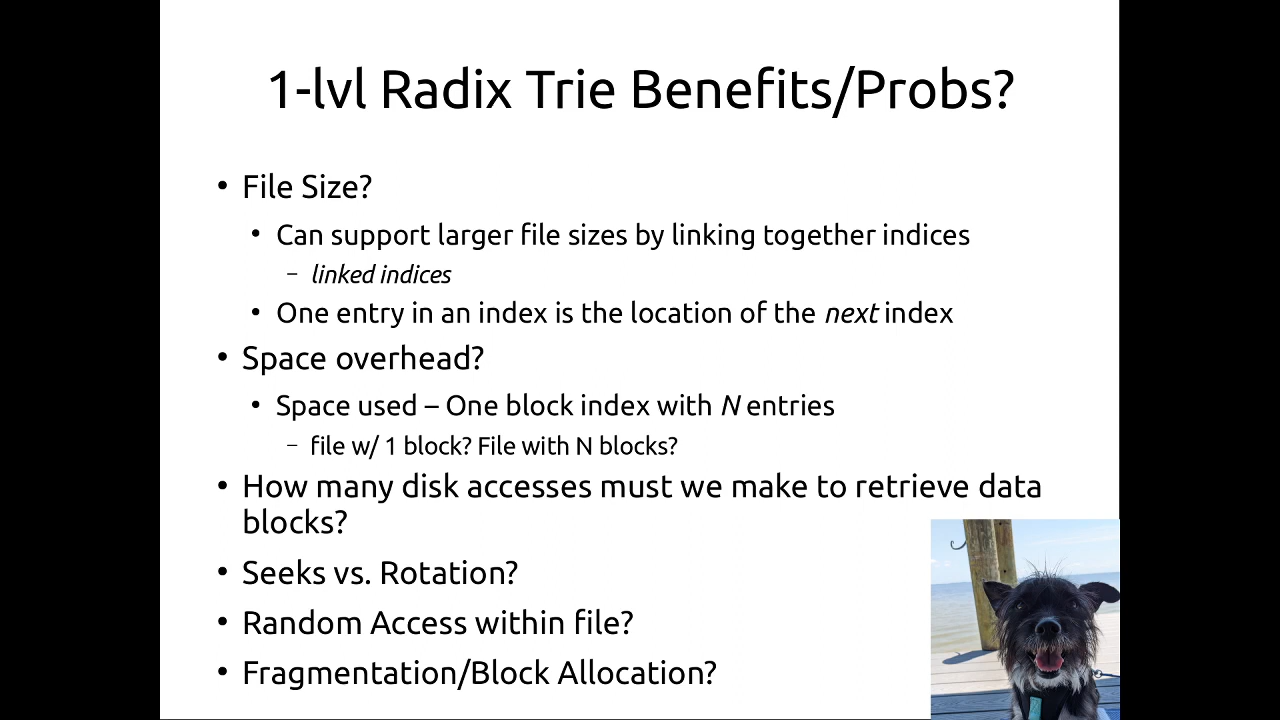 1-lvl Radix Trie Benefits/Probs?
• File Size?
• Can support larger file sizes by linking together indices
– linked indices
• One entry in an index is the location of the next index
• Space overhead?
• Space used – One block index with N entries
– file w/ 1 block? File with N blocks?
• How many disk accesses must we make to retrieve data
blocks?
• Seeks vs. Rotation?
• Random Access within file?
• Fragmentation/Block Allocation?